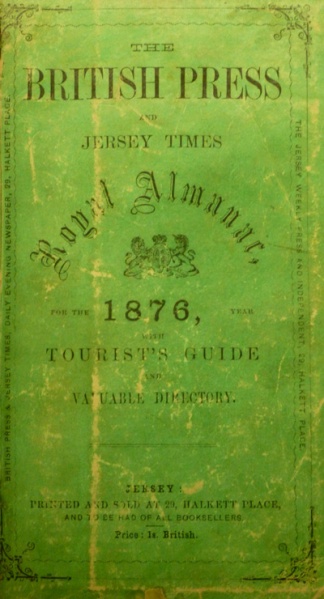 THE
BRITISH PRESS
AND
JERSEY TIMES
Royal Almanac,
FOR THE 1876, YEAR
WITH
TOURIST'S GUIDE
AND
VALUABLE DIRECTORY.
JERSEY:
PRINTED AND SOLD AT 29, HALKETT PLACE,
AND TO BE HAD OF ALL BOOKSELLERS.
Price: 1s. British.
BRITISH PRESS & JERSEY TIMES, DAILY EVENING NEWSPAPER, 29, HALKETT PLACE.
THE JERSEY WEEKLY PRESS AND INDEPENDENT, 29, HALKETT PLACE.